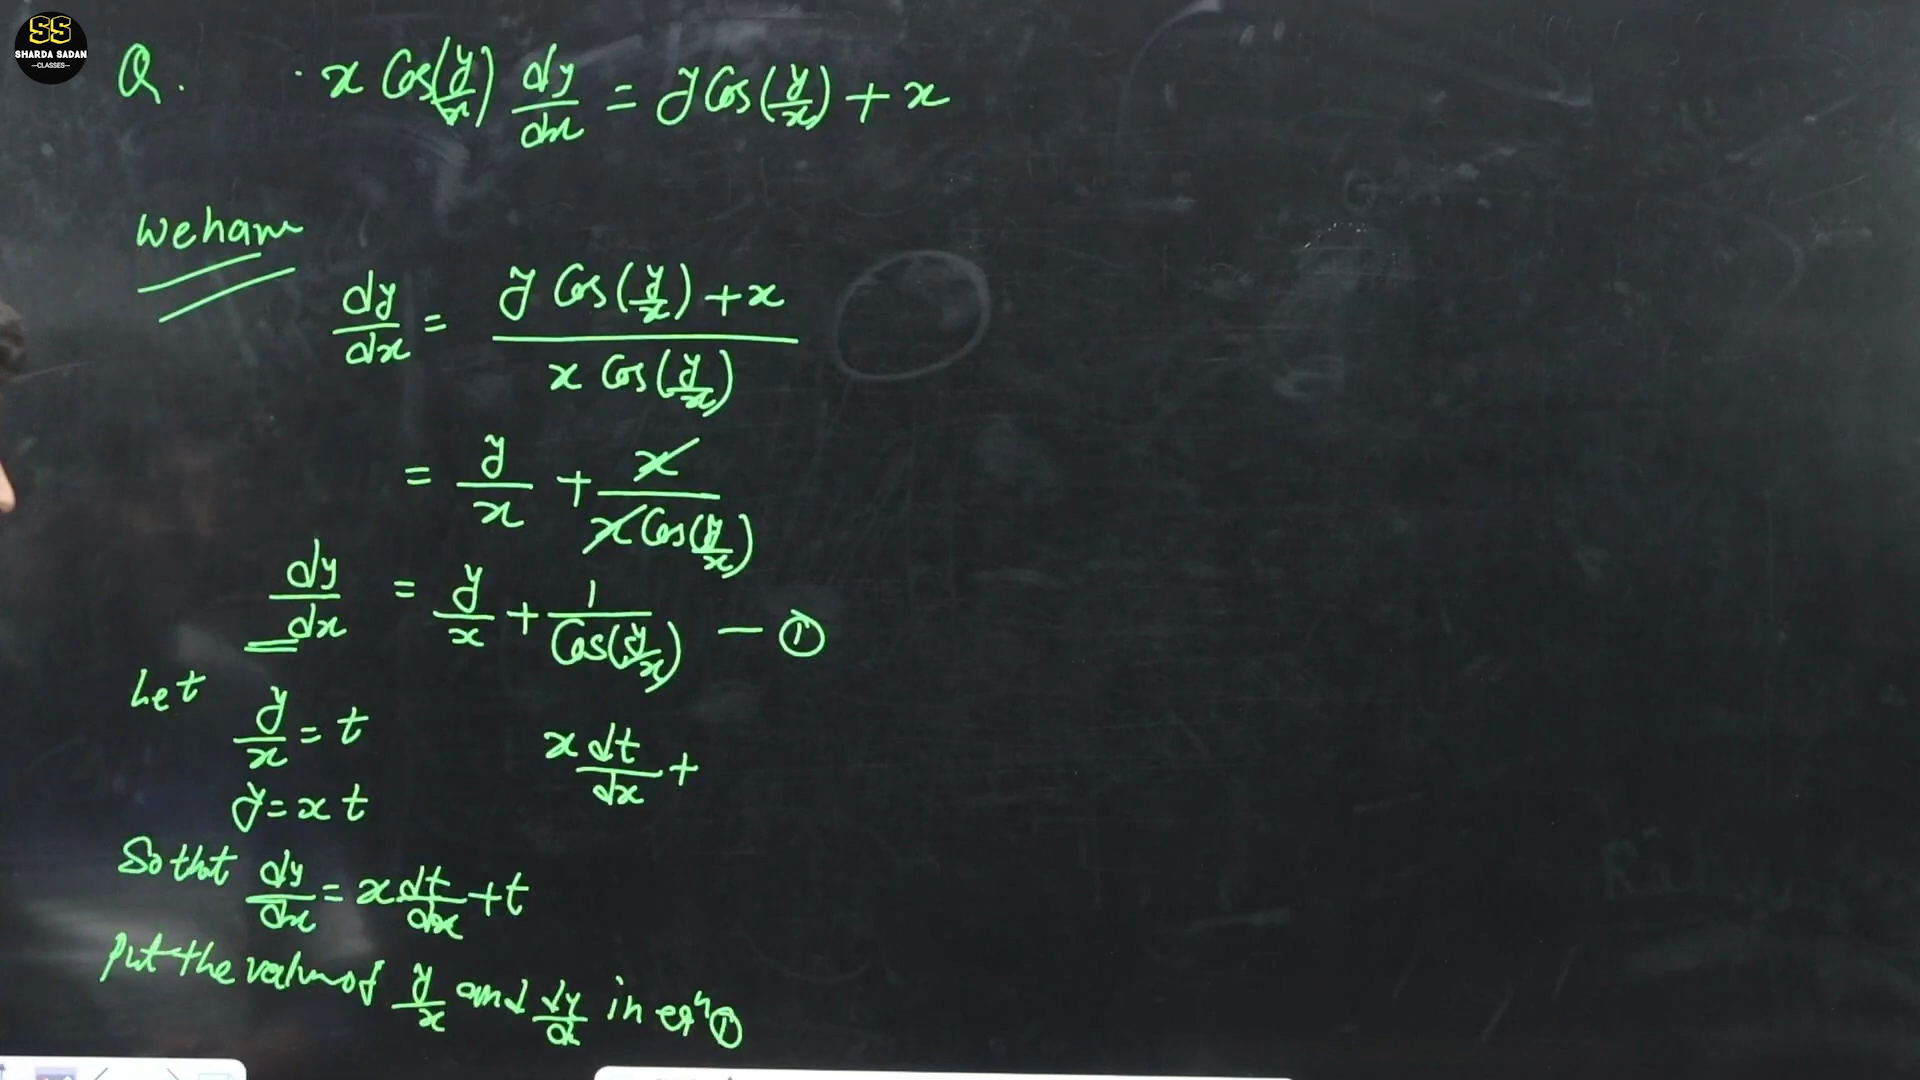 SS
SHARDA SADAN
—CLASSES—
Q. x Cos(y/x) dy/dx = y Cos(y/x) + x
We have
dy/dx = (y Cos(y/x) + x) / (x Cos(y/x))
= y/x + x / (x Cos(y/x))
dy/dx = y/x + 1 / Cos(y/x) — ①
Let
y/x = t
x dt/dx +
y = x t
So that dy/dx = x dt/dx + t
Put the value of y/x and dy/dx in eqⁿ ①